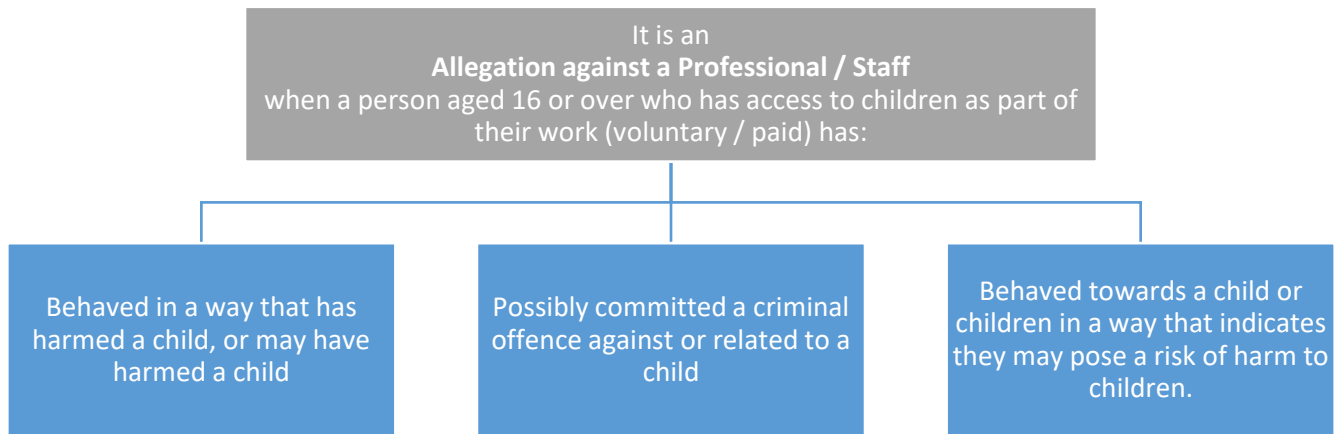 It is an
Allegation against a Professional / Staff
when a person aged 16 or over who has access to children as part of
their work (voluntary / paid) has:
Behaved in a way that has
harmed a child, or may have
harmed a child
Possibly committed a criminal
offence against or related to a
child
Behaved towards a child or
children in a way that indicates
they may pose a risk of harm to
children.